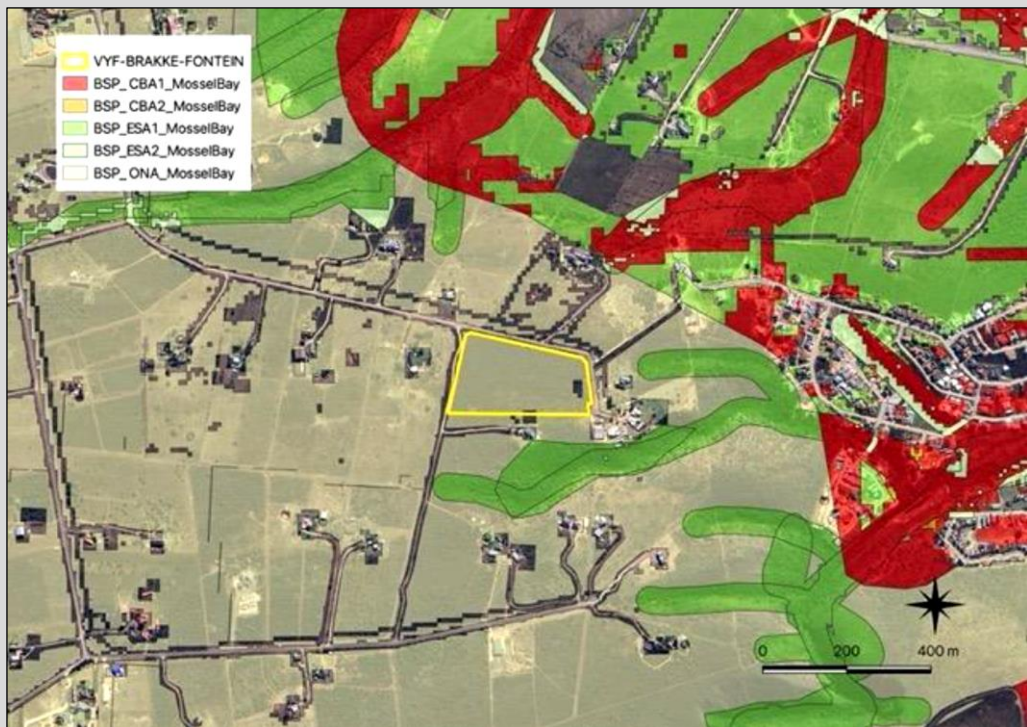 VYF-BRAKKE-FONTEIN
BSP_CBA1_MosselBay
BSP_CBA2_MosselBay
BSP_ESA1_MosselBay
BSP_ESA2_MosselBay
BSP_ONA_MosselBay
0 200 400 m